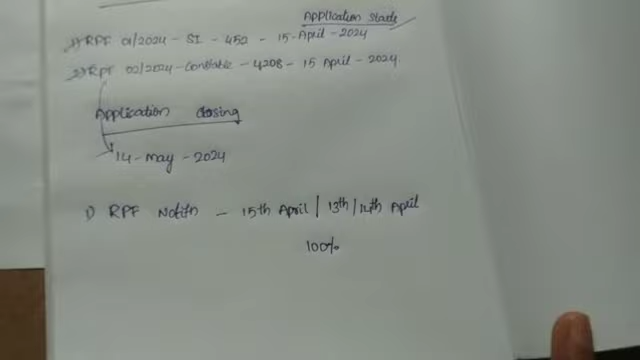 Application starts
1) RPF 01/2024 - SI - 452 - 15-April-2024
2) RPF 02/2024-Constable - 4208 - 15 April - 2024
Application closing
14-May-2024
1) RPF Notifn - 15th April / 13th/14th April
100%